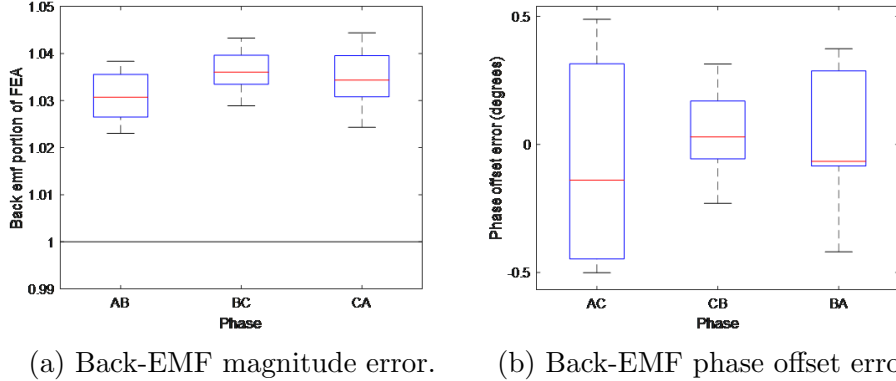 Back emf portion of FEA
1.05
1.04
1.03
1.02
1.01
1
0.99
AB BC CA
Phase
Phase offset error (degrees)
0.5
0
-0.5
AC CB BA
Phase
(a) Back-EMF magnitude error.
(b) Back-EMF phase offset erro